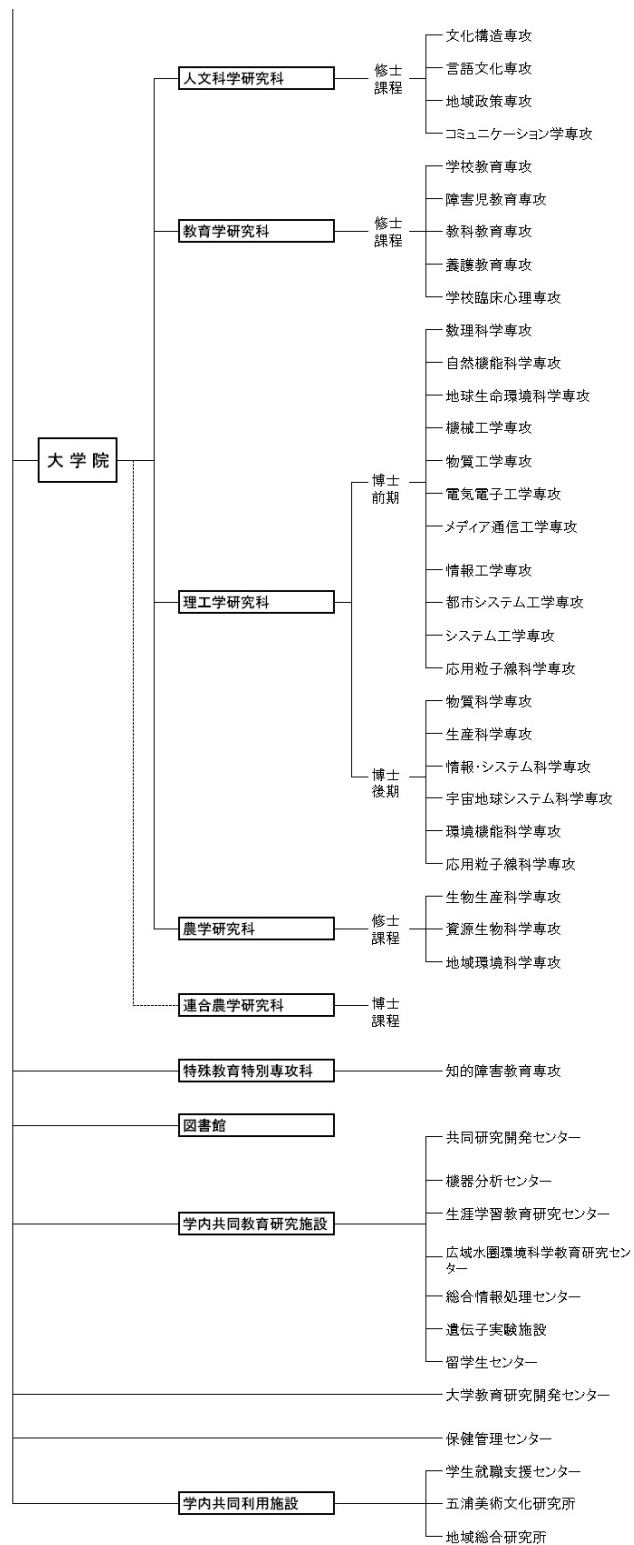 大学院
人文科学研究科
修士
課程
文化構造専攻
言語文化専攻
地域政策専攻
コミュニケーション学専攻
教育学研究科
修士
課程
学校教育専攻
障害児教育専攻
教科教育専攻
養護教育専攻
学校臨床心理専攻
理工学研究科
博士
前期
数理科学専攻
自然機能科学専攻
地球生命環境科学専攻
機械工学専攻
物質工学専攻
電気電子工学専攻
メディア通信工学専攻
情報工学専攻
都市システム工学専攻
システム工学専攻
応用粒子線科学専攻
博士
後期
物質科学専攻
生産科学専攻
情報・システム科学専攻
宇宙地球システム科学専攻
環境機能科学専攻
応用粒子線科学専攻
農学研究科
修士
課程
生物生産科学専攻
資源生物科学専攻
地域環境科学専攻
連合農学研究科
博士
課程
特殊教育特別専攻科
知的障害教育専攻
図書館
学内共同教育研究施設
共同研究開発センター
機器分析センター
生涯学習教育研究センター
広域水圏環境科学教育研究セン
ター
総合情報処理センター
遺伝子実験施設
留学生センター
大学教育研究開発センター
保健管理センター
学内共同利用施設
学生就職支援センター
五浦美術文化研究所
地域総合研究所